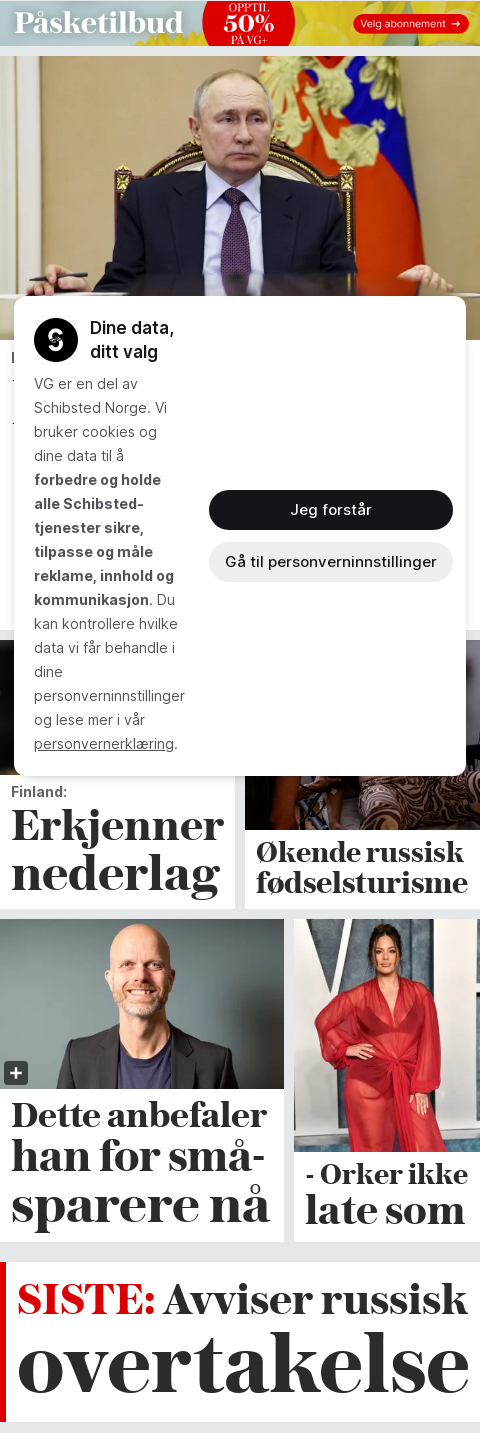 Påsketilbud
OPPTIL
50%
PÅ VG+
Velg abonnement →
Dine data,
ditt valg
VG er en del av
Schibsted Norge. Vi
bruker cookies og
dine data til å
forbedre og holde
alle Schibsted-
tjenester sikre,
tilpasse og måle
reklame, innhold og
kommunikasjon. Du
kan kontrollere hvilke
data vi får behandle i
dine
personverninnstillinger
og lese mer i vår
personvernerklæring.
Jeg forstår
Gå til personverninnstillinger
Finland:
Erkjenner
nederlag
Økende russisk
fødselsturisme
Dette anbefaler
han for små-
sparere nå
- Orker ikke
late som
SISTE: Avviser russisk
overtakelse